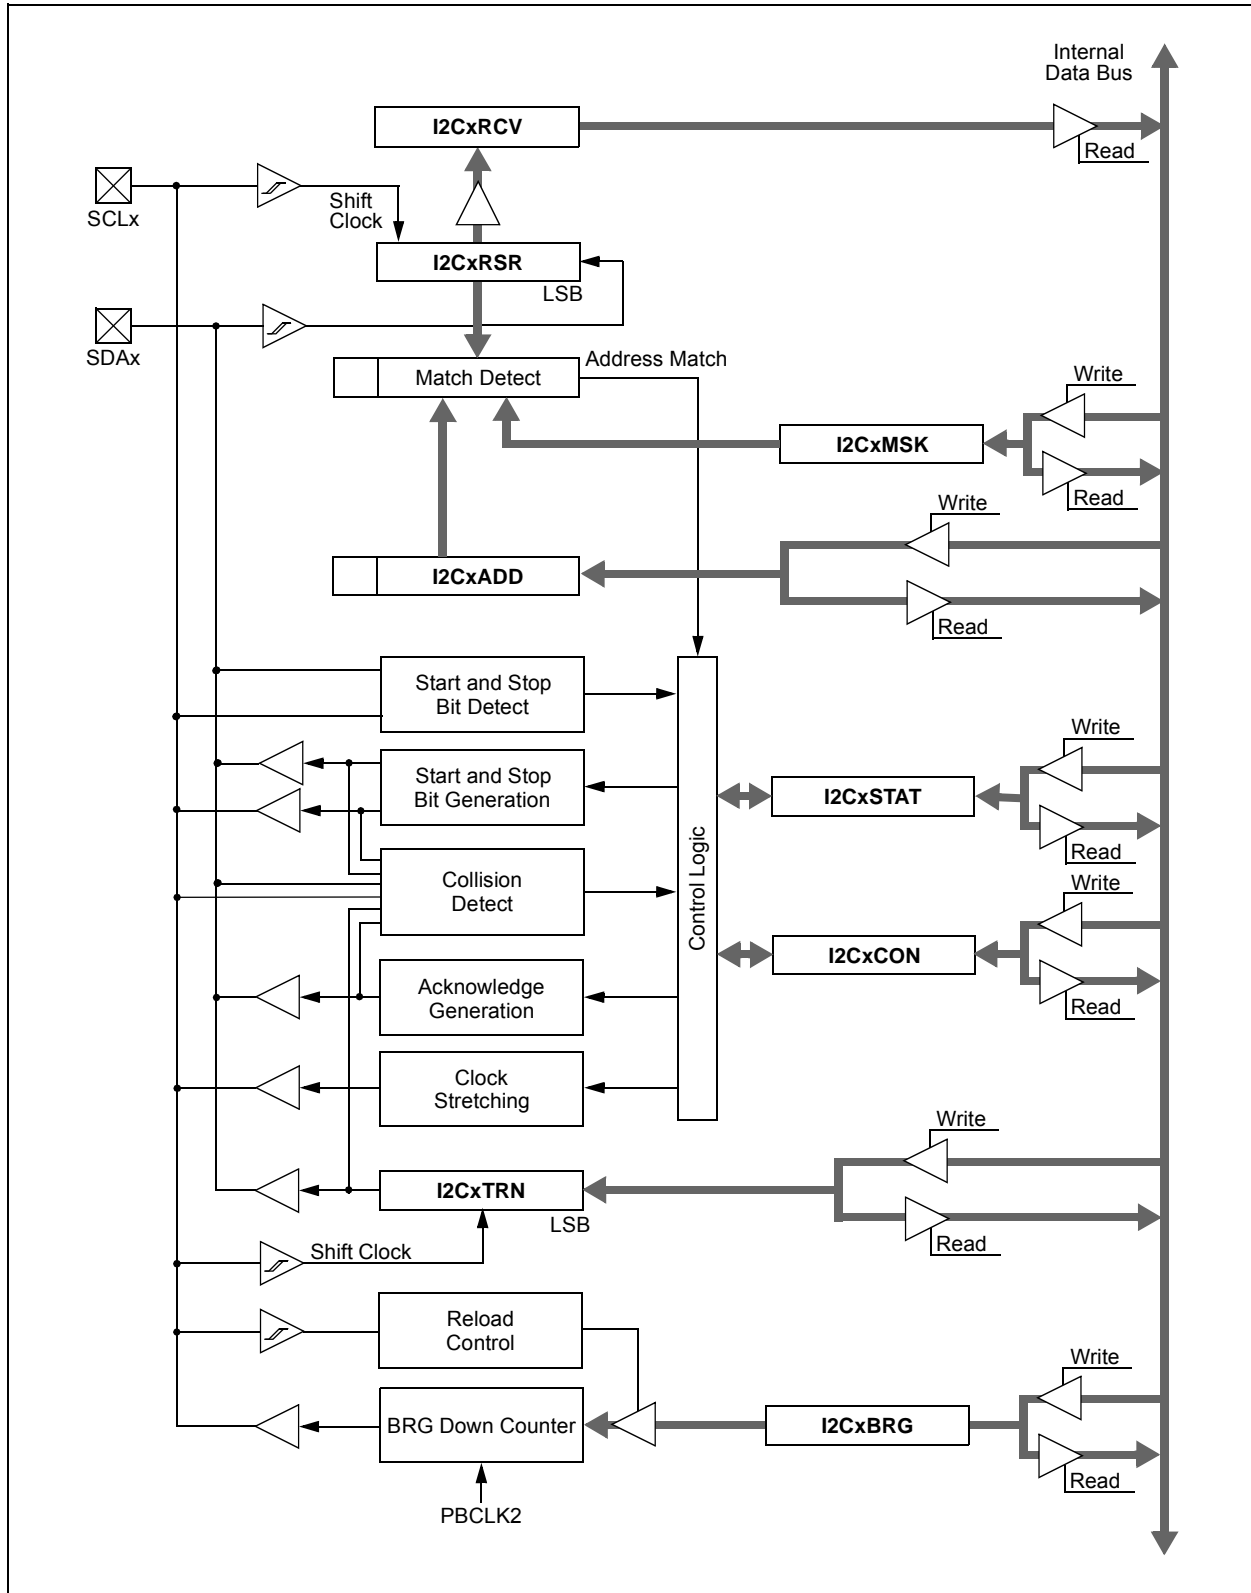 Internal
Data Bus
I2CxRCV
Read
SCLx
Shift
Clock
I2CxRSR
LSB
SDAx
Match Detect
Address Match
Write
I2CxMSK
Read
Write
I2CxADD
Read
Start and Stop
Bit Detect
Write
Start and Stop
Bit Generation
I2CxSTAT
Read
Control Logic
Collision
Detect
Write
I2CxCON
Acknowledge
Generation
Read
Clock
Stretching
Write
I2CxTRN
LSB
Read
Shift Clock
Reload
Control
Write
BRG Down Counter
I2CxBRG
Read
PBCLK2